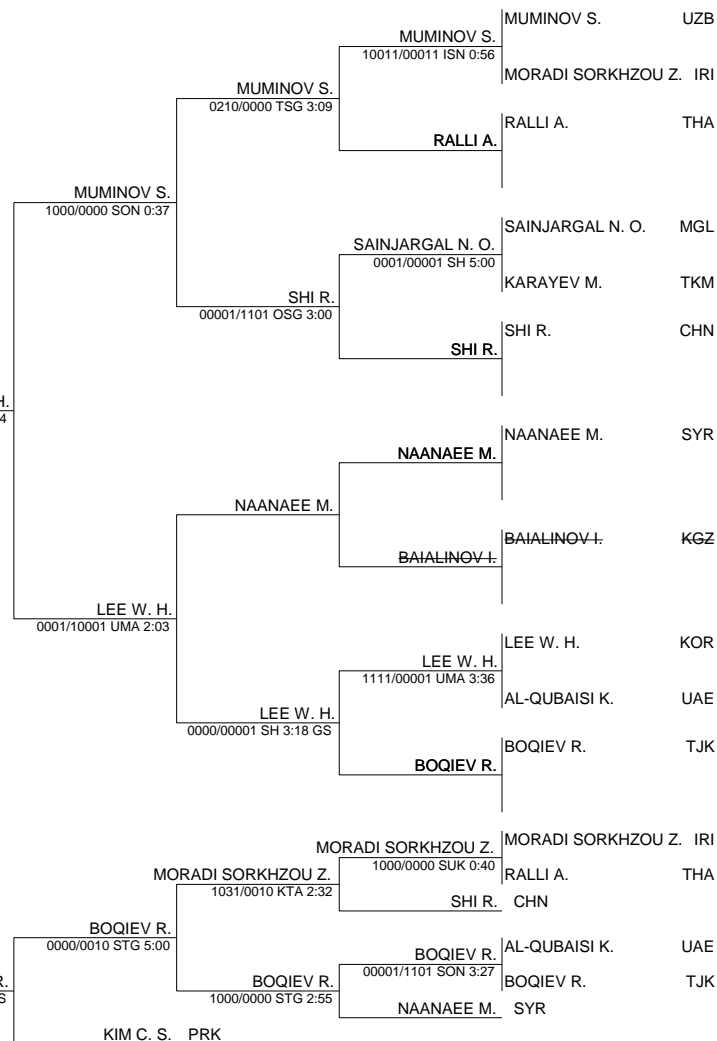 MUMINOV S. UZB
MUMINOV S.
10011/00011 ISN 0:56
MORADI SORKHZOU Z. IRI
MUMINOV S.
0210/0000 TSG 3:09
RALLI A. THA
RALLI A.
MUMINOV S.
1000/0000 SON 0:37
SAINJARGAL N. O. MGL
SAINJARGAL N. O.
0001/00001 SH 5:00
KARAYEV M. TKM
SHI R.
00001/1101 OSG 3:00
SHI R. CHN
SHI R.
H.
4
NAANAEE M. SYR
NAANAEE M.
NAANAEE M.
BAIALINOV I. KGZ
BAIALINOV I.
LEE W. H.
0001/10001 UMA 2:03
LEE W. H. KOR
LEE W. H.
1111/00001 UMA 3:36
AL-QUBAISI K. UAE
LEE W. H.
0000/00001 SH 3:18 GS
BOQIEV R. TJK
BOQIEV R.
MORADI SORKHZOU Z. IRI
MORADI SORKHZOU Z.
1000/0000 SUK 0:40
RALLI A. THA
MORADI SORKHZOU Z.
1031/0010 KTA 2:32
SHI R. CHN
BOQIEV R.
0000/0010 STG 5:00
AL-QUBAISI K. UAE
BOQIEV R.
00001/1101 SON 3:27
BOQIEV R. TJK
BOQIEV R.
1000/0000 STG 2:55
R.
S
NAANAEE M. SYR
KIM C. S. PRK